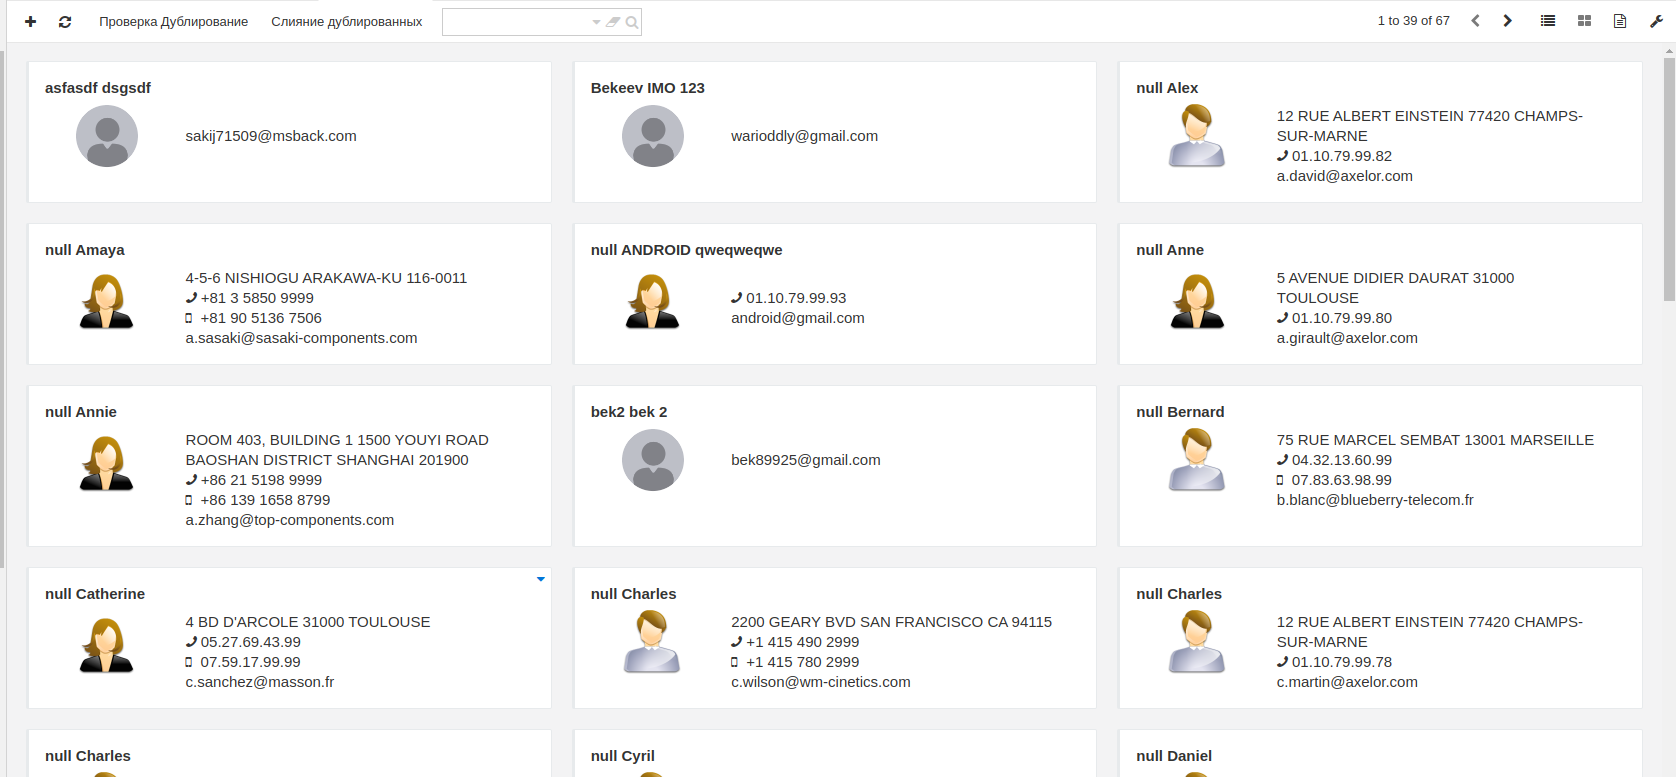 Проверка Дублирование Слияние дублированных 1 to 39 of 67
asfasdf dsgsdf
sakij71509@msback.com
Bekeev IMO 123
warioddly@gmail.com
null Alex
12 RUE ALBERT EINSTEIN 77420 CHAMPS-
SUR-MARNE
01.10.79.99.82
a.david@axelor.com
null Amaya
4-5-6 NISHIOGU ARAKAWA-KU 116-0011
+81 3 5850 9999
+81 90 5136 7506
a.sasaki@sasaki-components.com
null ANDROID qweqweqwe
01.10.79.99.93
android@gmail.com
null Anne
5 AVENUE DIDIER DAURAT 31000
TOULOUSE
01.10.79.99.80
a.girault@axelor.com
null Annie
ROOM 403, BUILDING 1 1500 YOUYI ROAD
BAOSHAN DISTRICT SHANGHAI 201900
+86 21 5198 9999
+86 139 1658 8799
a.zhang@top-components.com
bek2 bek 2
bek89925@gmail.com
null Bernard
75 RUE MARCEL SEMBAT 13001 MARSEILLE
04.32.13.60.99
07.83.63.98.99
b.blanc@blueberry-telecom.fr
null Catherine
4 BD D'ARCOLE 31000 TOULOUSE
05.27.69.43.99
07.59.17.99.99
c.sanchez@masson.fr
null Charles
2200 GEARY BVD SAN FRANCISCO CA 94115
+1 415 490 2999
+1 415 780 2999
c.wilson@wm-cinetics.com
null Charles
12 RUE ALBERT EINSTEIN 77420 CHAMPS-
SUR-MARNE
01.10.79.99.78
c.martin@axelor.com
null Charles
null Cyril
null Daniel